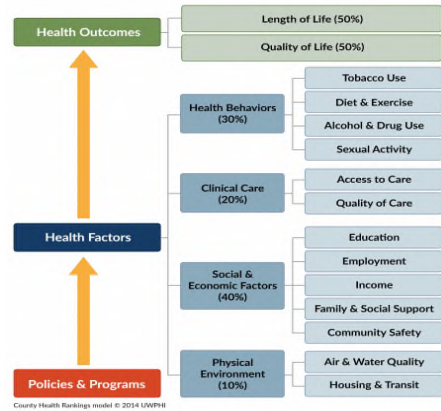 Health Outcomes
Length of Life (50%)
Quality of Life (50%)
Health Factors
Health Behaviors
(30%)
Tobacco Use
Diet & Exercise
Alcohol & Drug Use
Sexual Activity
Clinical Care
(20%)
Access to Care
Quality of Care
Social &
Economic Factors
(40%)
Education
Employment
Income
Family & Social Support
Community Safety
Physical
Environment
(10%)
Air & Water Quality
Housing & Transit
Policies & Programs
County Health Rankings model © 2014 UWPHI